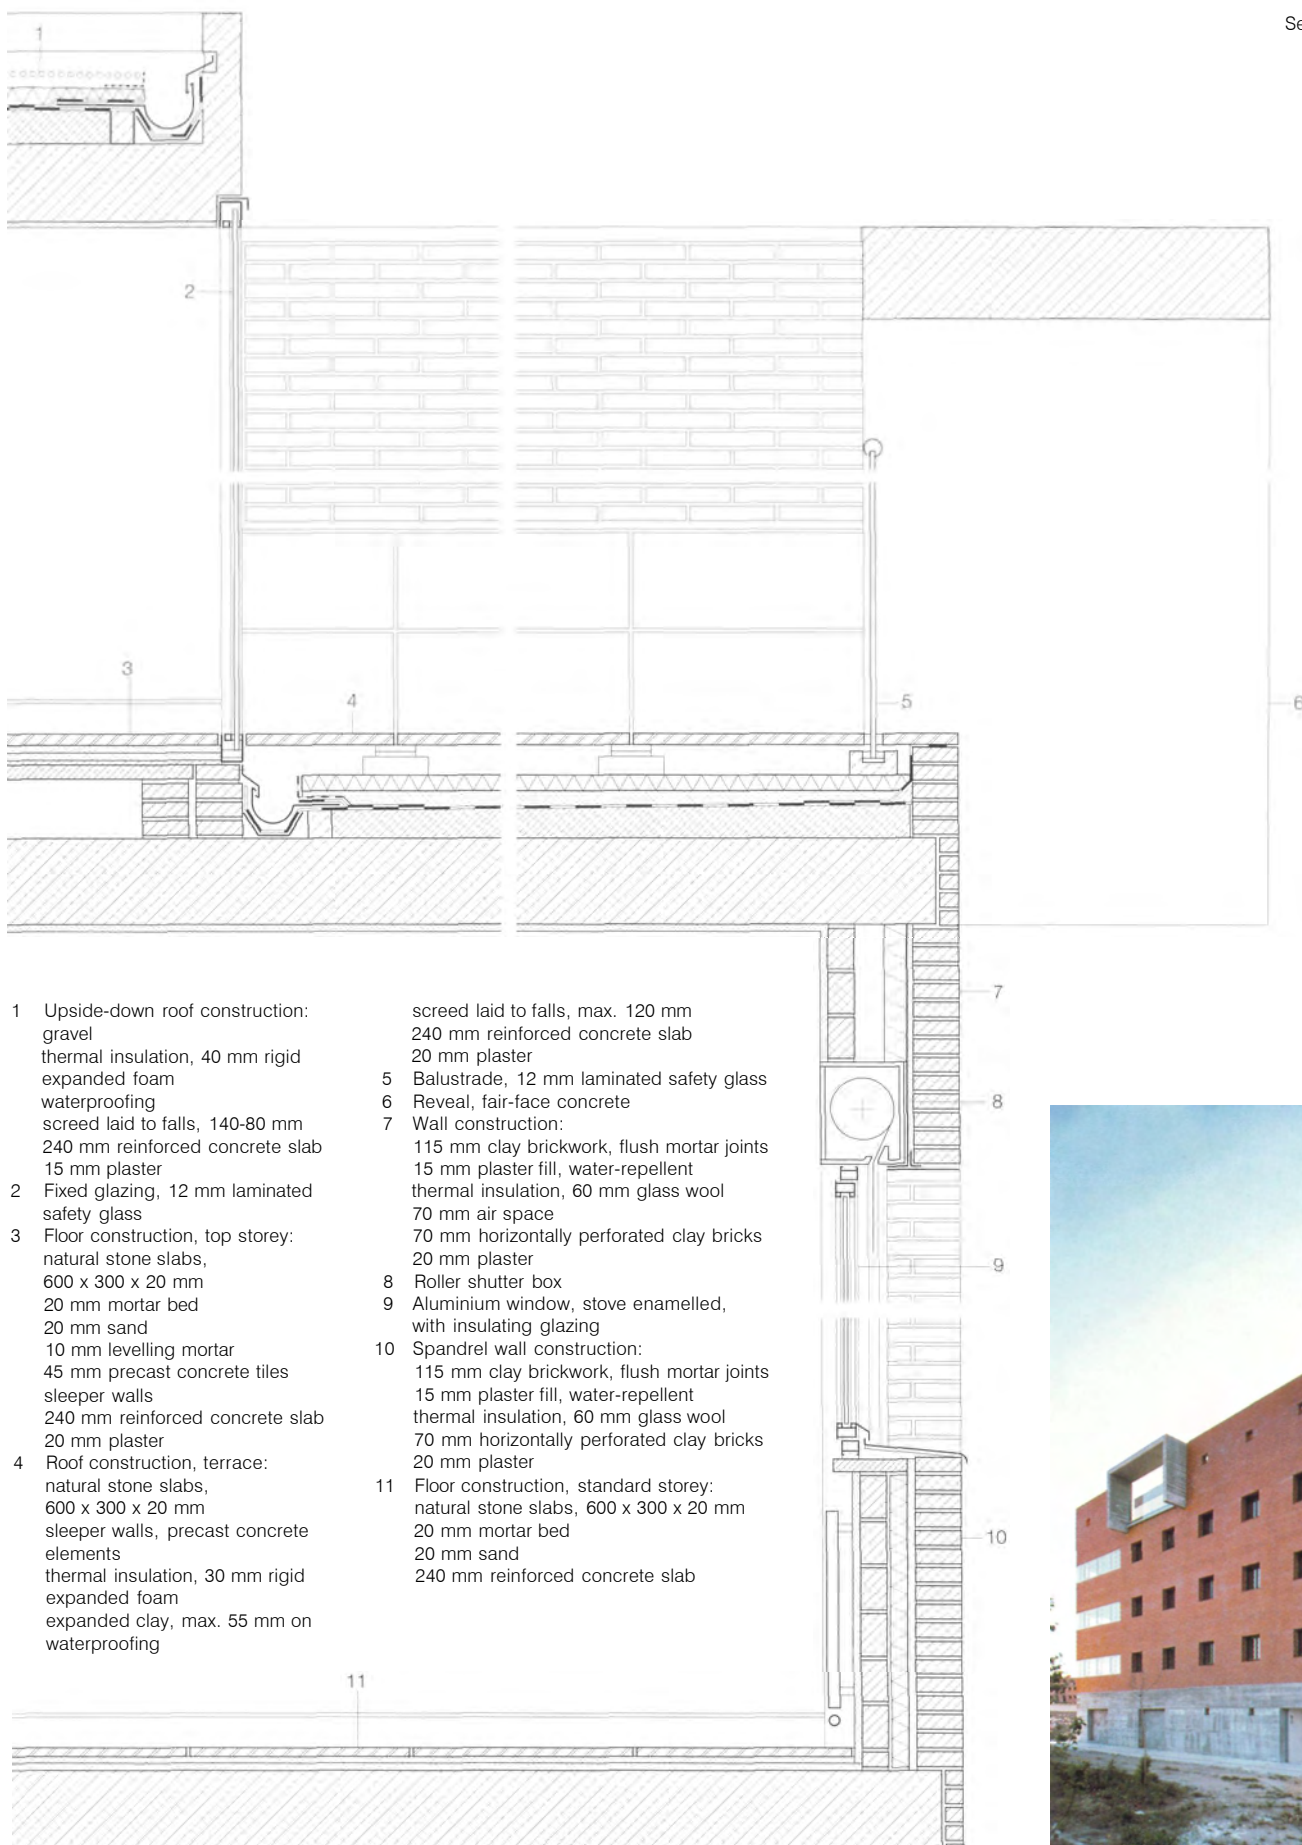 Se
1
2
3
4
5
6
7
8
9
10
11
1 Upside-down roof construction:
gravel
thermal insulation, 40 mm rigid
expanded foam
waterproofing
screed laid to falls, 140-80 mm
240 mm reinforced concrete slab
15 mm plaster
2 Fixed glazing, 12 mm laminated
safety glass
3 Floor construction, top storey:
natural stone slabs,
600 x 300 x 20 mm
20 mm mortar bed
20 mm sand
10 mm levelling mortar
45 mm precast concrete tiles
sleeper walls
240 mm reinforced concrete slab
20 mm plaster
4 Roof construction, terrace:
natural stone slabs,
600 x 300 x 20 mm
sleeper walls, precast concrete
elements
thermal insulation, 30 mm rigid
expanded foam
expanded clay, max. 55 mm on
waterproofing
screed laid to falls, max. 120 mm
240 mm reinforced concrete slab
20 mm plaster
5 Balustrade, 12 mm laminated safety glass
6 Reveal, fair-face concrete
7 Wall construction:
115 mm clay brickwork, flush mortar joints
15 mm plaster fill, water-repellent
thermal insulation, 60 mm glass wool
70 mm air space
70 mm horizontally perforated clay bricks
20 mm plaster
8 Roller shutter box
9 Aluminium window, stove enamelled,
with insulating glazing
10 Spandrel wall construction:
115 mm clay brickwork, flush mortar joints
15 mm plaster fill, water-repellent
thermal insulation, 60 mm glass wool
70 mm horizontally perforated clay bricks
20 mm plaster
11 Floor construction, standard storey:
natural stone slabs, 600 x 300 x 20 mm
20 mm mortar bed
20 mm sand
240 mm reinforced concrete slab